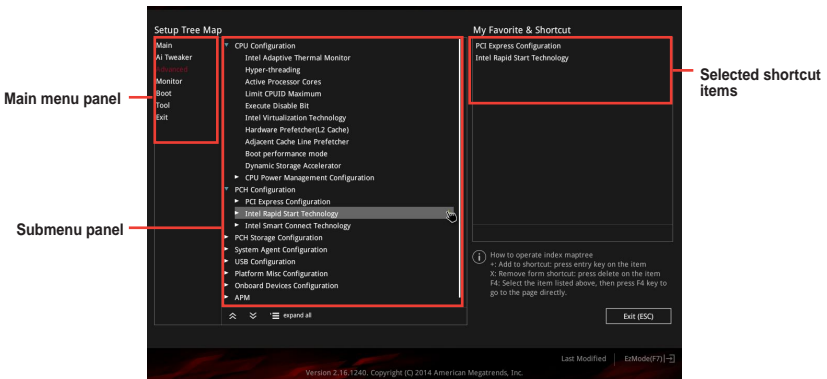 Setup Tree Map
Main
Ai Tweaker
Advanced
Monitor
Boot
Tool
Exit
CPU Configuration
Intel Adaptive Thermal Monitor
Hyper-threading
Active Processor Cores
Limit CPUID Maximum
Execute Disable Bit
Intel Virtualization Technology
Hardware Prefetcher(L2 Cache)
Adjacent Cache Line Prefetcher
Boot performance mode
Dynamic Storage Accelerator
CPU Power Management Configuration
PCH Configuration
PCI Express Configuration
Intel Rapid Start Technology
Intel Smart Connect Technology
PCH Storage Configuration
System Agent Configuration
USB Configuration
Platform Misc Configuration
Onboard Devices Configuration
APM
expand all
My Favorite & Shortcut
PCI Express Configuration
Intel Rapid Start Technology
How to operate index maptree
+: Add to shortcut: press entry key on the item
X: Remove form shortcut: press delete on the item
F4: Select the item listed above, then press F4 key to
go to the page directly.
Exit (ESC)
Last Modified
EzMode(F7)
Version 2.16.1240. Copyright (C) 2014 American Megatrends, Inc.
Main menu panel
Submenu panel
Selected shortcut
items